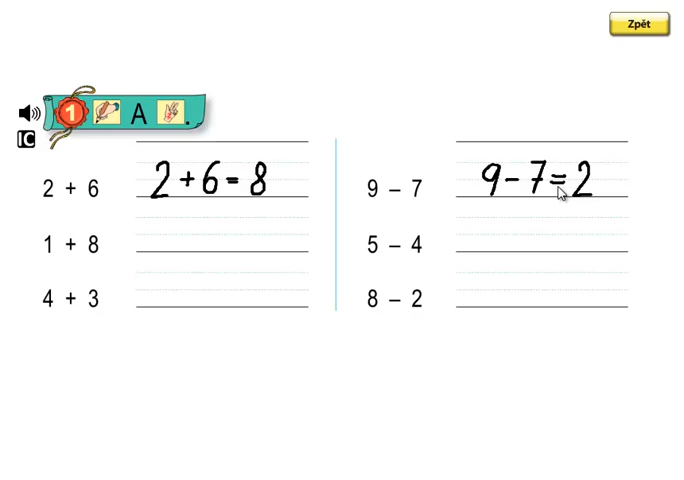 Zpět
1 A .
IC
2 + 6 2 + 6 = 8
1 + 8
4 + 3
9 – 7 9 – 7 = 2
5 – 4
8 – 2